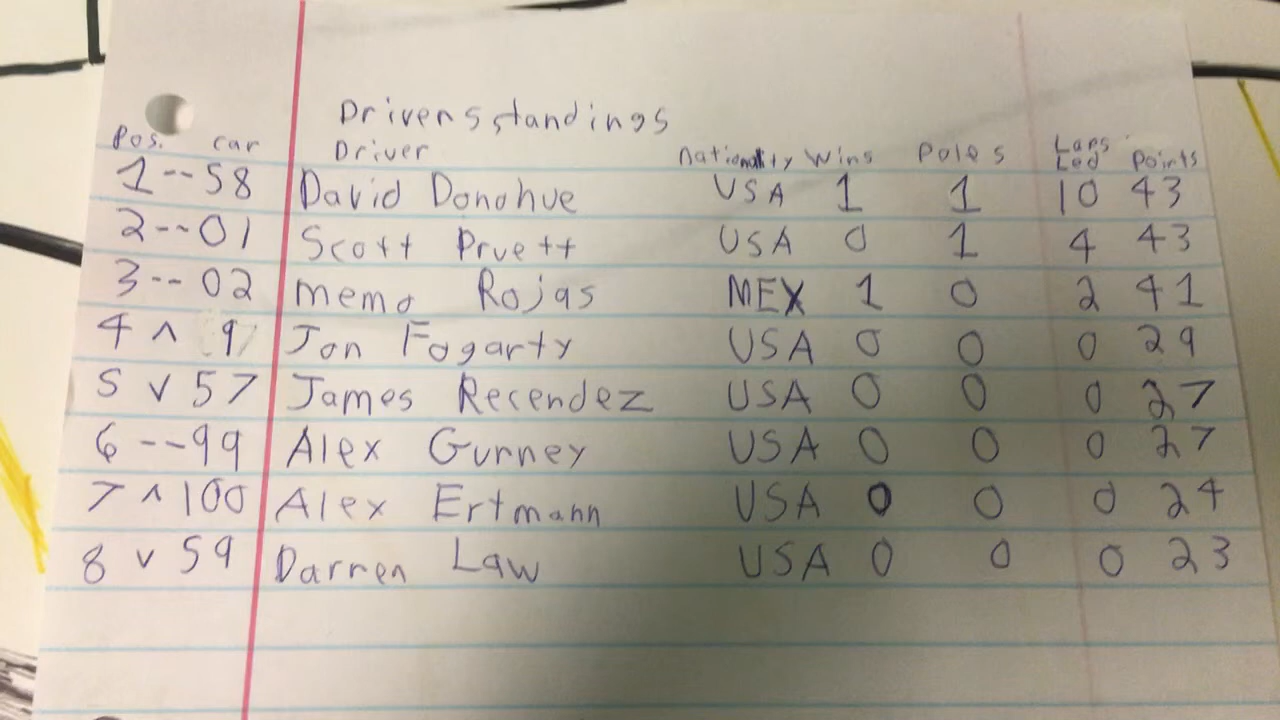 Drivers standings
Pos. car Driver Nationality Wins Poles Laps Led Points
1 -- 58 David Donohue USA 1 1 10 43
2 -- 01 Scott Pruett USA 0 1 4 43
3 -- 02 Memo Rojas MEX 1 0 2 41
4 ^ 9 Jon Fogarty USA 0 0 0 29
5 v 57 James Recendez USA 0 0 0 27
6 -- 99 Alex Gurney USA 0 0 0 27
7 ^ 100 Alex Ertmann USA 0 0 0 24
8 v 59 Darren Law USA 0 0 0 23